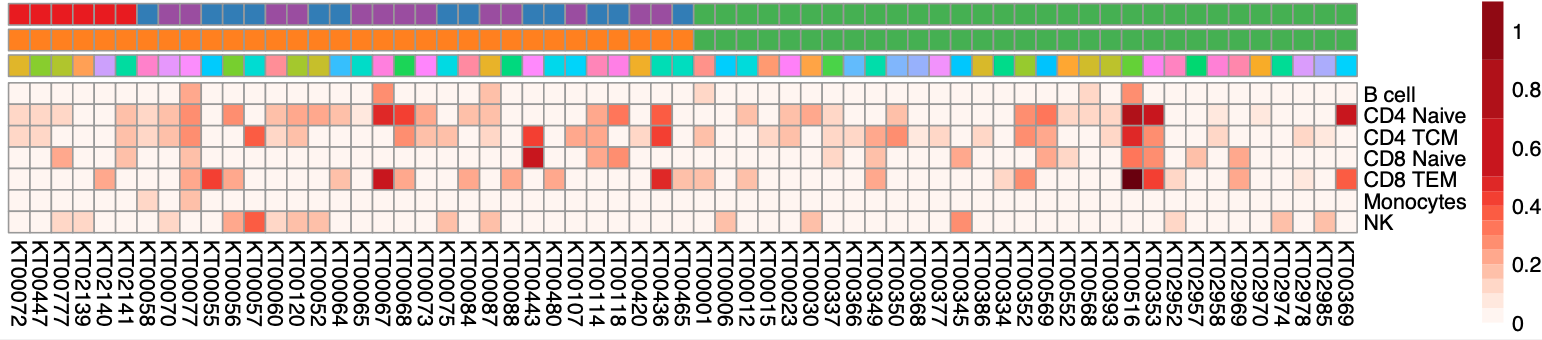 1
0.8
0.6
0.4
0.2
0
B cell
CD4 Naive
CD4 TCM
CD8 Naive
CD8 TEM
Monocytes
NK
KT00072
KT00447
KT00777
KT02139
KT02140
KT02141
KT00058
KT00070
KT00077
KT00055
KT00056
KT00057
KT00060
KT00120
KT00052
KT00064
KT00065
KT00067
KT00068
KT00073
KT00075
KT00084
KT00087
KT00088
KT00443
KT00480
KT00107
KT00114
KT00118
KT00420
KT00436
KT00465
KT00001
KT00006
KT00012
KT00015
KT00023
KT00030
KT00337
KT00366
KT00349
KT00350
KT00368
KT00377
KT00345
KT00386
KT00334
KT00352
KT00569
KT00552
KT00568
KT00393
KT00516
KT00353
KT02952
KT02957
KT02958
KT02969
KT02970
KT02974
KT02978
KT02985
KT00369